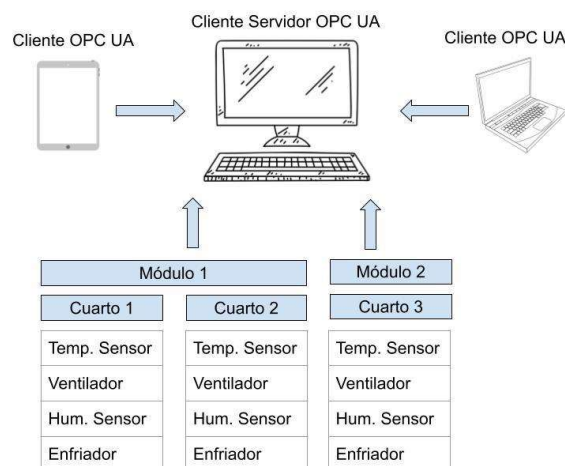 Cliente Servidor OPC UA
Cliente OPC UA
Cliente OPC UA
Módulo 1
Módulo 2
Cuarto 1
Cuarto 2
Cuarto 3
Temp. Sensor
Temp. Sensor
Temp. Sensor
Ventilador
Ventilador
Ventilador
Hum. Sensor
Hum. Sensor
Hum. Sensor
Enfriador
Enfriador
Enfriador